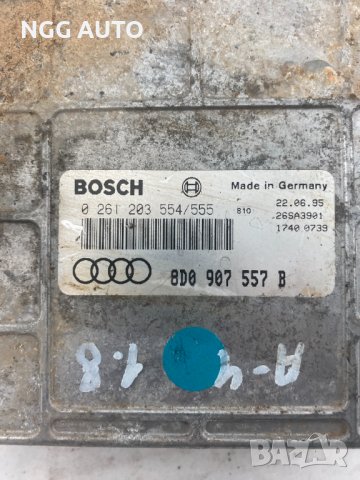 NGG AUTO
BOSCH
Made in Germany
0 261 203 554/555
810
22.06.95
26SA3901
1740 0739
8D0 907 557 B
A-4
1.8
bazar